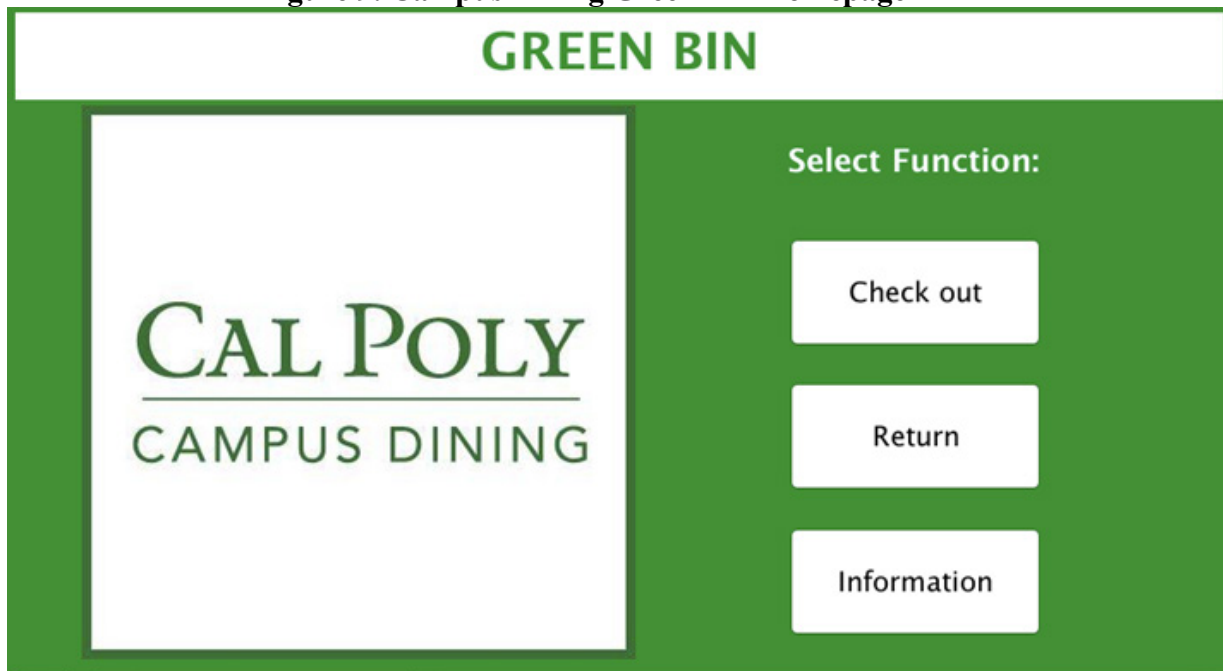 GREEN BIN
CAL POLY
CAMPUS DINING
Select Function:
Check out
Return
Information